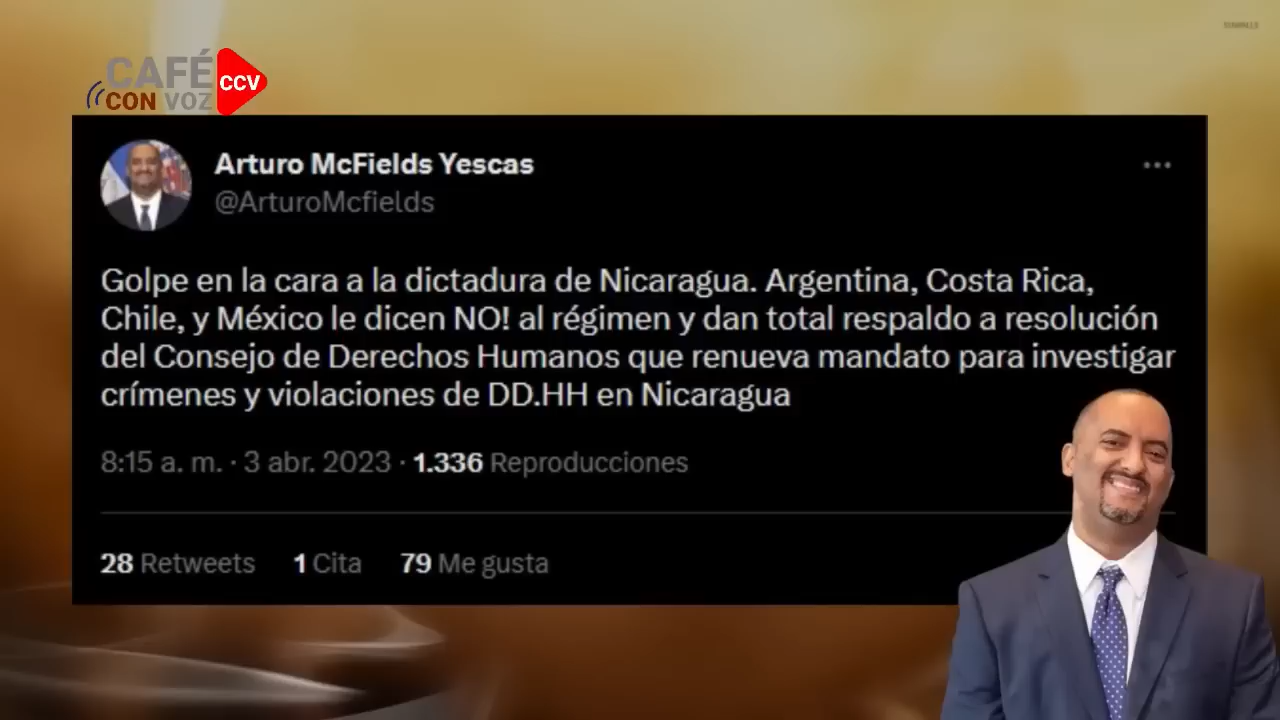 CAFÉ
CON VOZ
CCV
Arturo McFields Yescas
@ArturoMcfields
Golpe en la cara a la dictadura de Nicaragua. Argentina, Costa Rica,
Chile, y México le dicen NO! al régimen y dan total respaldo a resolución
del Consejo de Derechos Humanos que renueva mandato para investigar
crímenes y violaciones de DD.HH en Nicaragua
8:15 a. m. · 3 abr. 2023 · 1.336 Reproducciones
28 Retweets 1 Cita 79 Me gusta